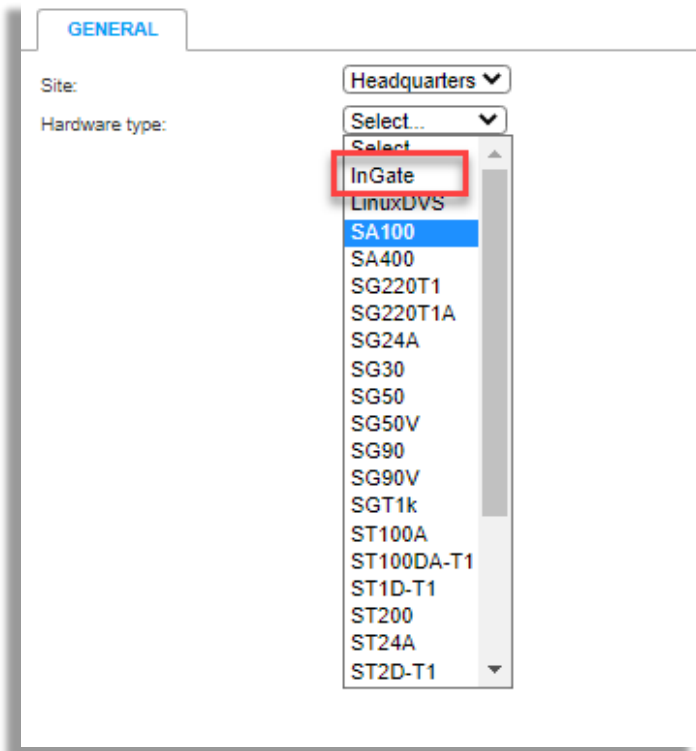 GENERAL
Site: Headquarters
Hardware type: Select...
Select...
InGate
LinuxDVS
SA100
SA400
SG220T1
SG220T1A
SG24A
SG30
SG50
SG50V
SG90
SG90V
SGT1k
ST100A
ST100DA-T1
ST1D-T1
ST200
ST24A
ST2D-T1